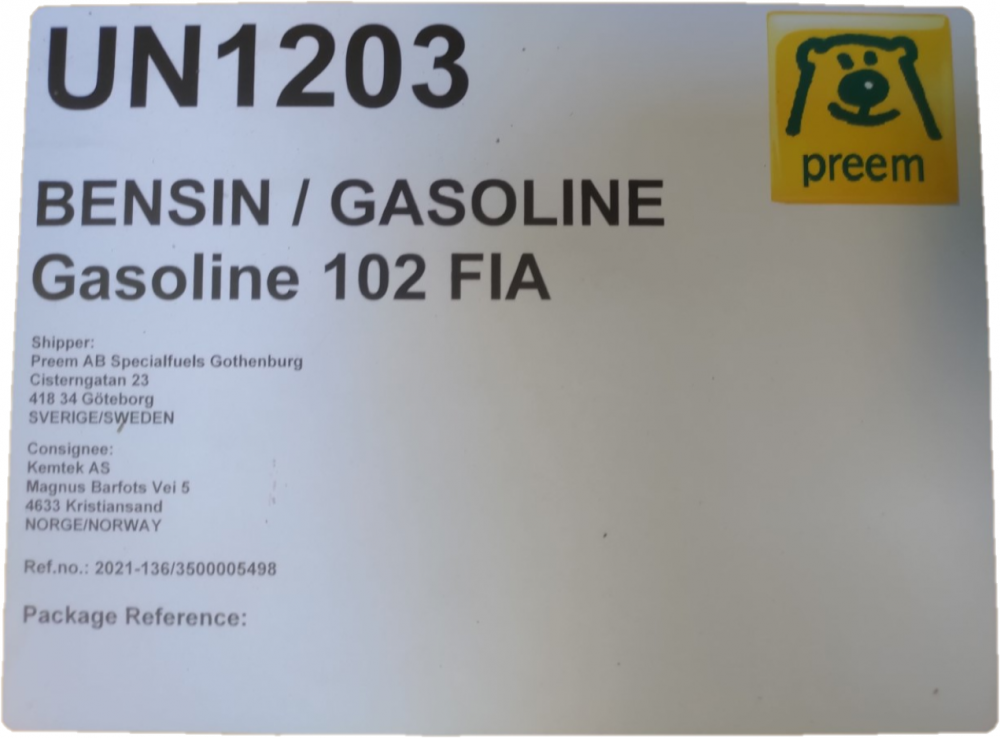 UN1203
preem
BENSIN / GASOLINE
Gasoline 102 FIA
Shipper:
Preem AB Specialfuels Gothenburg
Cisterngatan 23
418 34 Göteborg
SVERIGE/SWEDEN
Consignee:
Kemtek AS
Magnus Barfots Vei 5
4633 Kristiansand
NORGE/NORWAY
Ref.no.: 2021-136/3500005498
Package Reference: